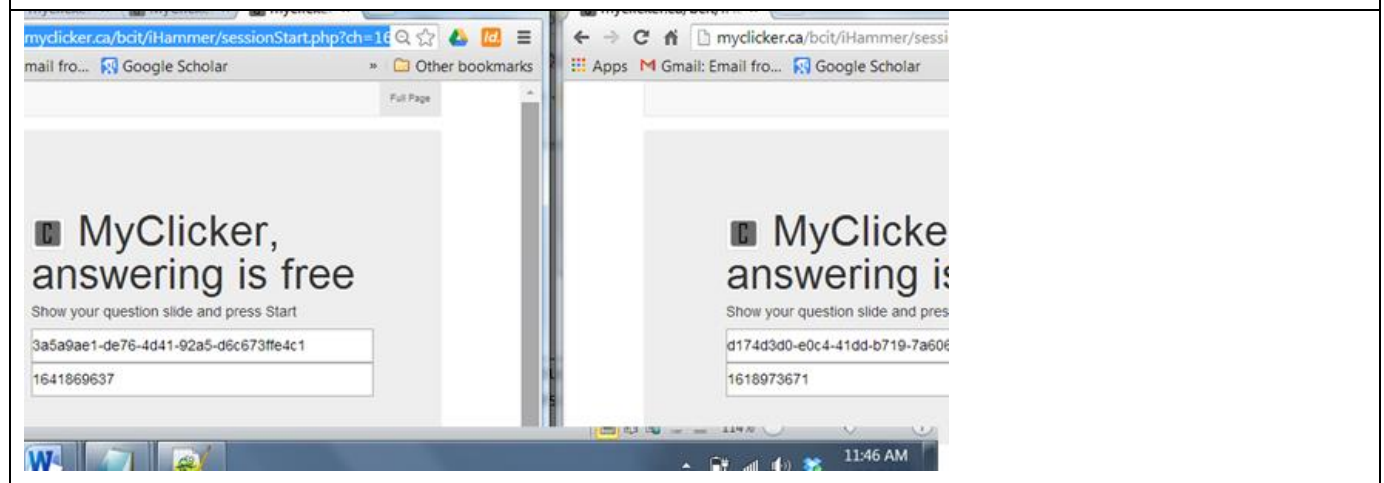 myclicker.ca/bcit/iHammer/sessionStart.php?ch=16
mail fro... Google Scholar » Other bookmarks
Full Page
C MyClicker,
answering is free
Show your question slide and press Start
3a5a9ae1-de76-4d41-92a5-d6c673ffe4c1
1641869637
myclicker.ca/bcit/iHammer/sessi
Apps Gmail: Email fro... Google Scholar
C MyClicke
answering is
Show your question slide and pres
d174d3d0-e0c4-41dd-b719-7a606
1618973671
114%
W
11:46 AM